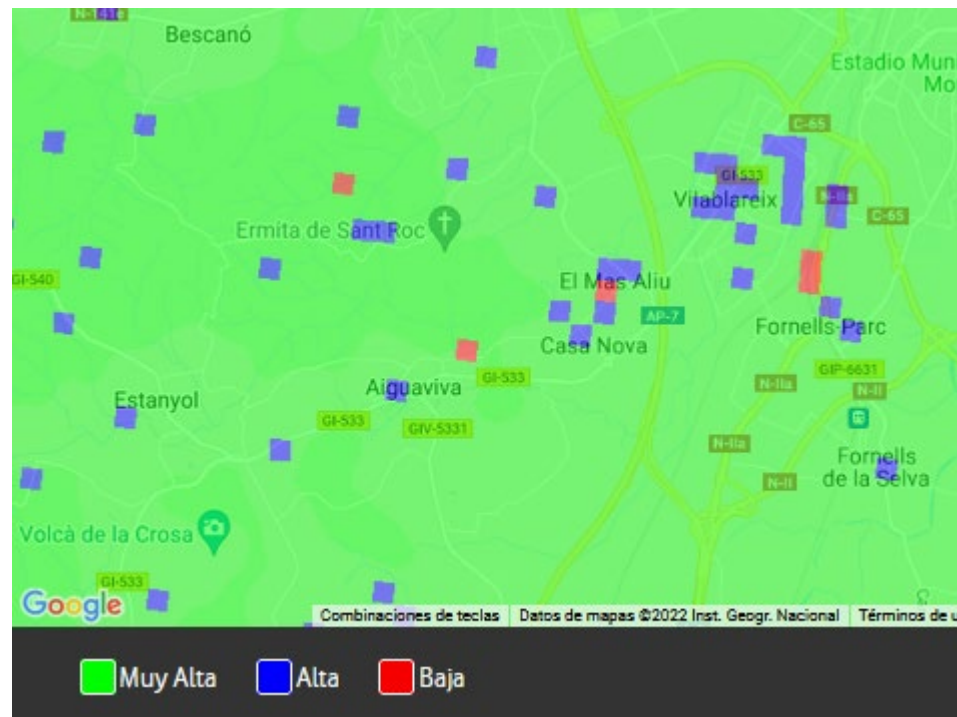 N-141e
Bescanó
Estadio Mun
Mo
C-65
GI-533
Vilablareix
N-IIa
C-65
Ermita de Sant Roc
GI-540
El Mas Aliu
AP-7
Fornells-Parc
Casa Nova
GI-533
GIP-6631
Aiguaviva
N-IIa
N-II
Estanyol
GI-533
GIV-5331
N-IIa
Fornells
de la Selva
N-II
Volcà de la Crosa
GI-533
Google
Combinaciones de teclas
Datos de mapas ©2022 Inst. Geogr. Nacional
Términos de u
Muy Alta
Alta
Baja